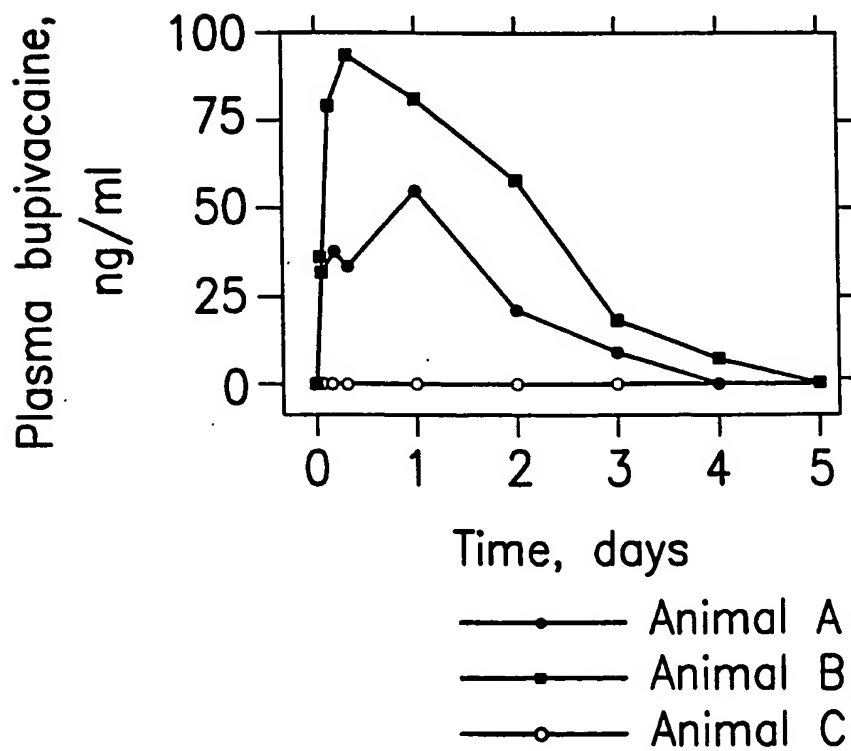 Plasma bupivacaine,
ng/ml
100
75
50
25
0
0 1 2 3 4 5
Time, days
Animal A
Animal B
Animal C